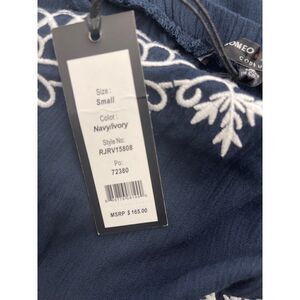 Size :
Small
Color :
Navy/Ivory
Style No:
RJRV15808
Po:
72380
MSRP $ 165.00